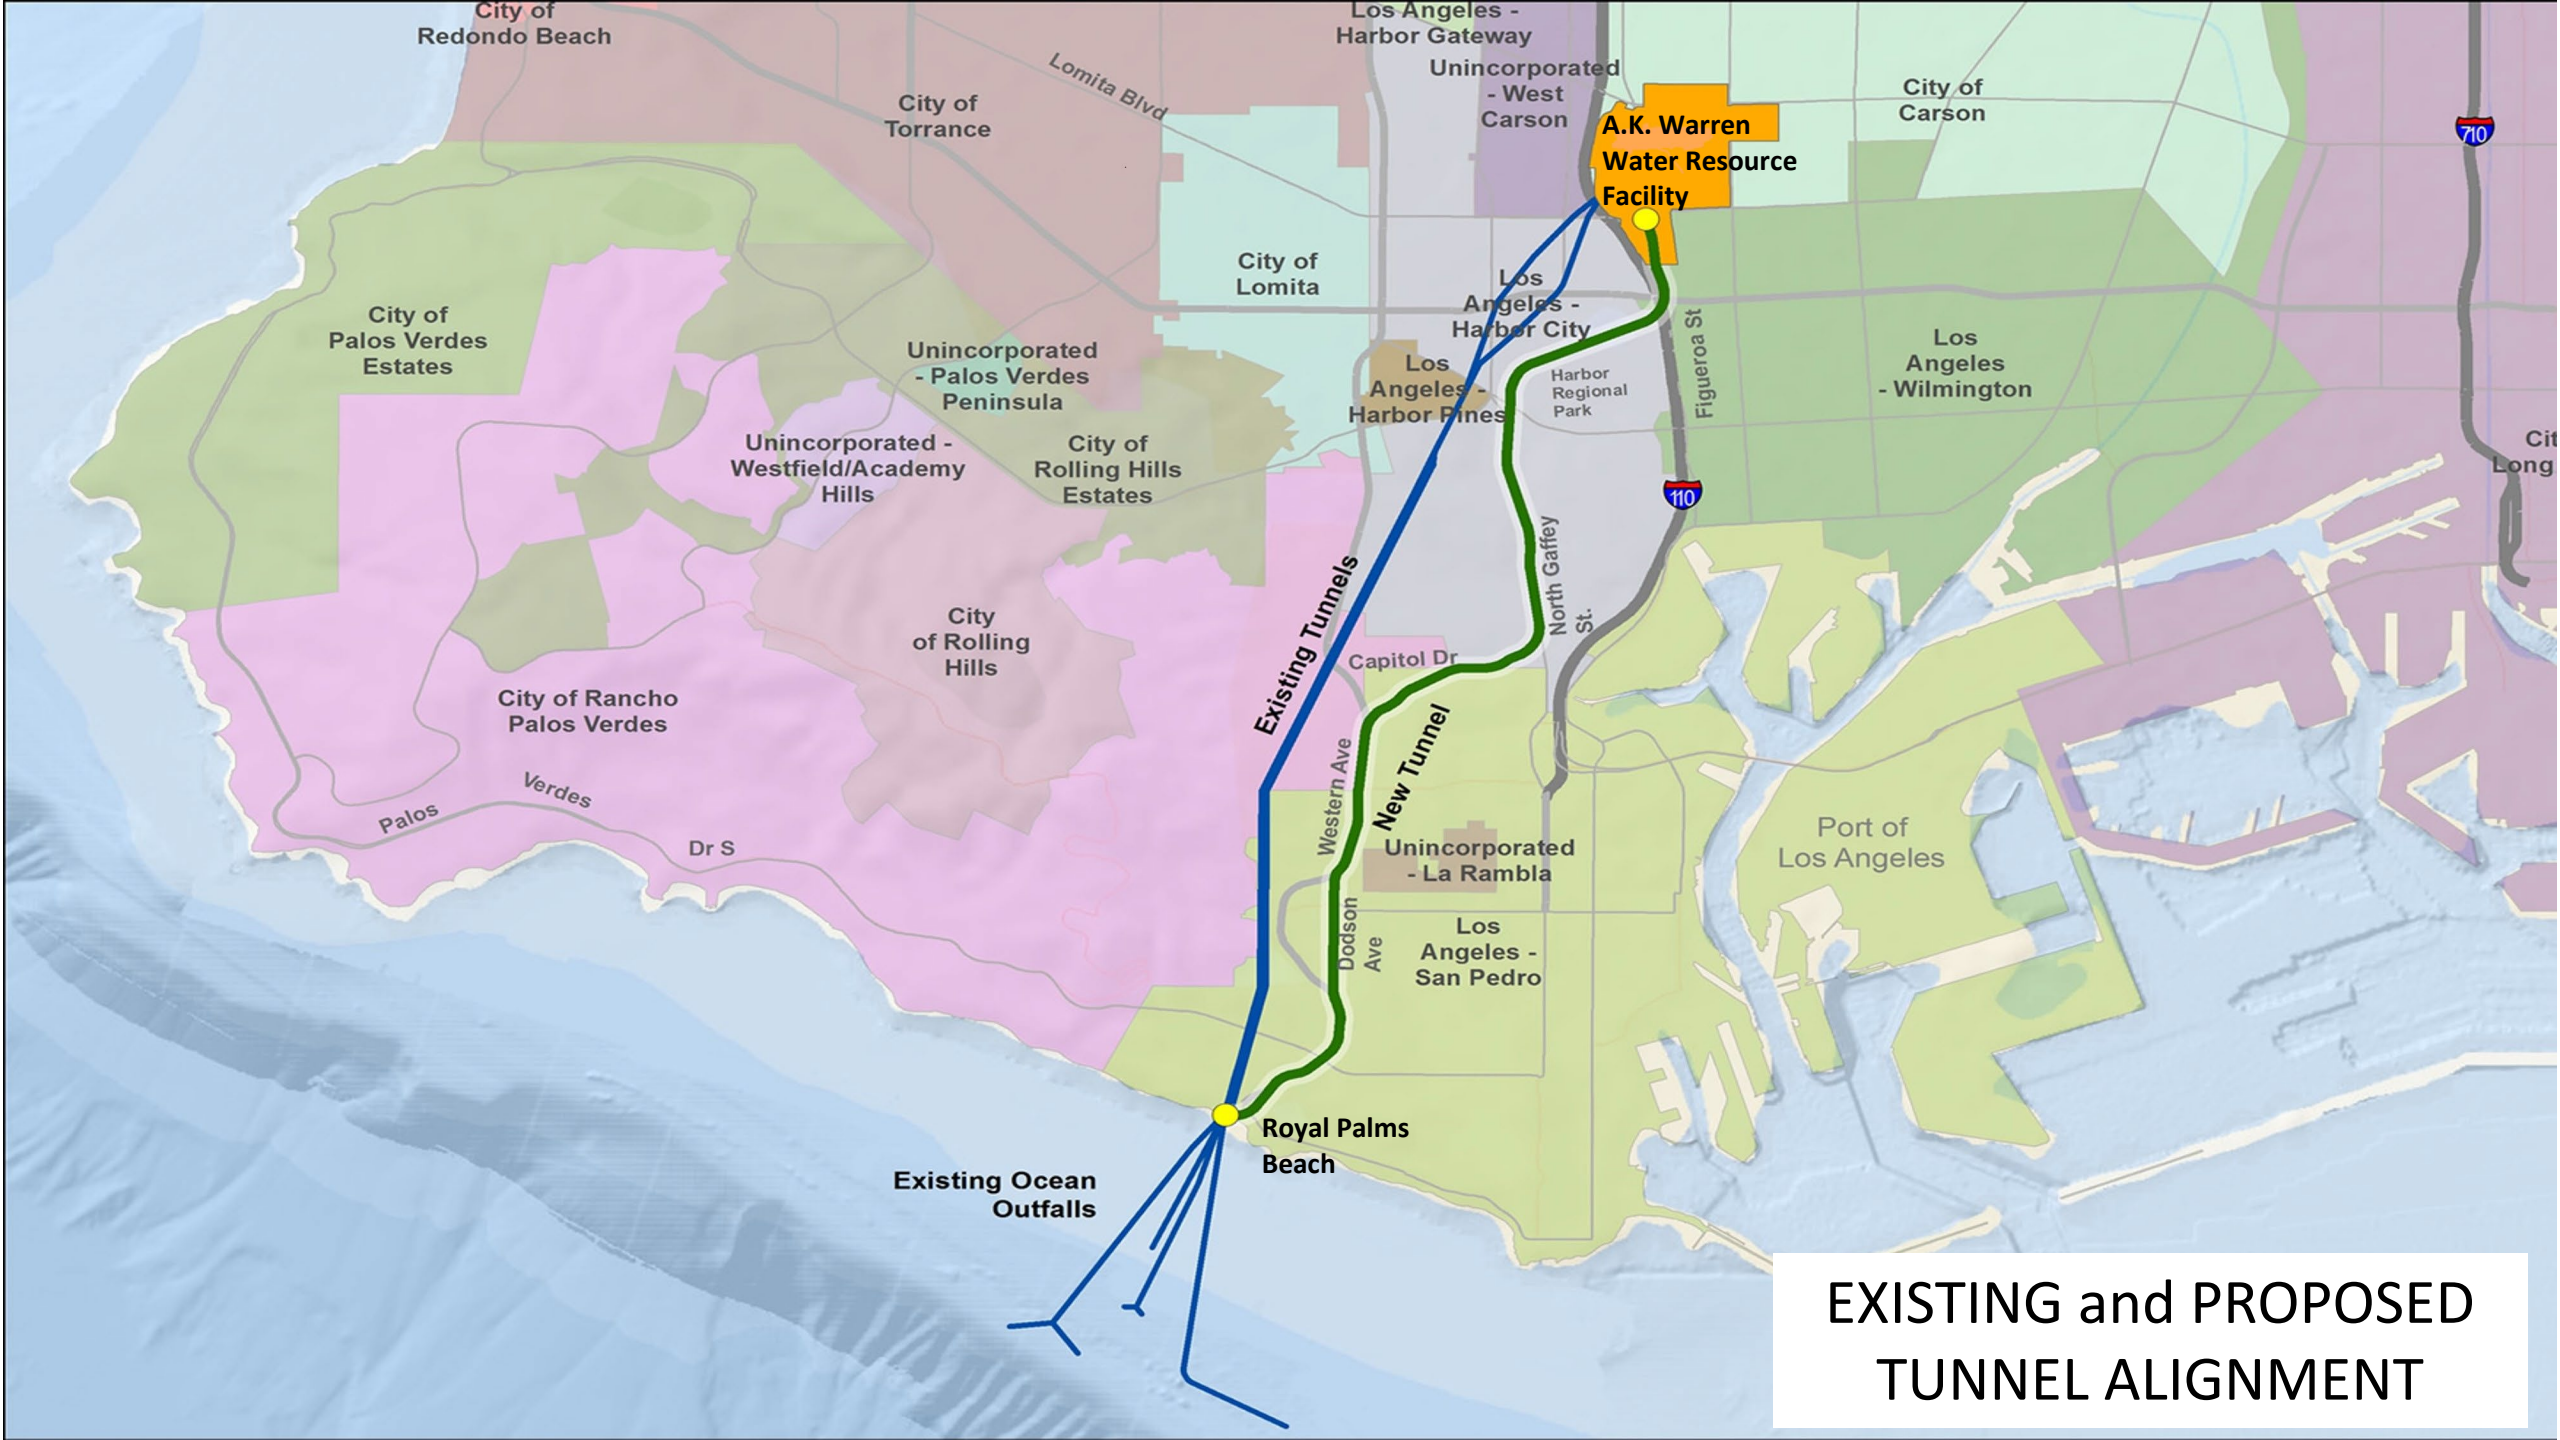 City of
Redondo Beach
Los Angeles -
Harbor Gateway
Unincorporated
- West
Carson
Lomita Blvd
City of
Torrance
City of
Carson
710
A.K. Warren
Water Resource
Facility
City of
Lomita
Los
Angeles -
Harbor City
City of
Palos Verdes
Estates
Unincorporated
- Palos Verdes
Peninsula
Los
Angeles -
Harbor Pines
Harbor
Regional
Park
Figueroa St
Los
Angeles
- Wilmington
Unincorporated -
Westfield/Academy
Hills
City of
Rolling Hills
Estates
Cit
Long
110
Existing Tunnels
North Gaffey
St.
City
of Rolling
Hills
Capitol Dr
City of Rancho
Palos Verdes
Western Ave
New Tunnel
Palos
Verdes
Dr S
Unincorporated
- La Rambla
Port of
Los Angeles
Dodson
Ave
Los
Angeles -
San Pedro
Royal Palms
Beach
Existing Ocean
Outfalls
EXISTING and PROPOSED
TUNNEL ALIGNMENT